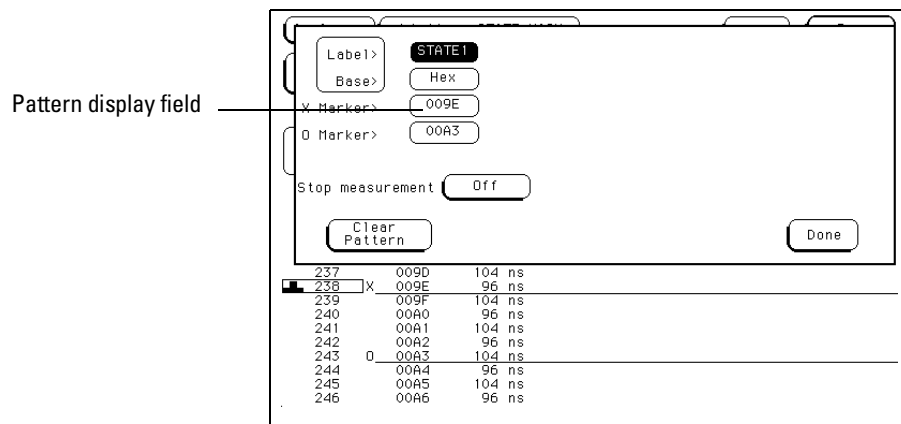 Label> STATE1
Base> Hex
Pattern display field
X Marker> 009E
O Marker> 00A3
Stop measurement Off
Clear
Pattern
Done
237 009D 104 ns
238 X 009E 96 ns
239 009F 104 ns
240 00A0 96 ns
241 00A1 104 ns
242 00A2 96 ns
243 O 00A3 104 ns
244 00A4 96 ns
245 00A5 104 ns
246 00A6 96 ns